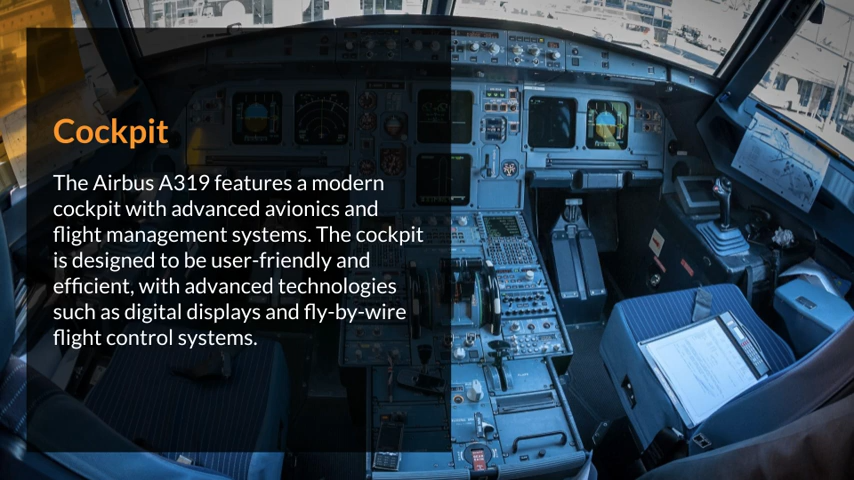 Cockpit
The Airbus A319 features a modern
cockpit with advanced avionics and
flight management systems. The cockpit
is designed to be user-friendly and
efficient, with advanced technologies
such as digital displays and fly-by-wire
flight control systems.